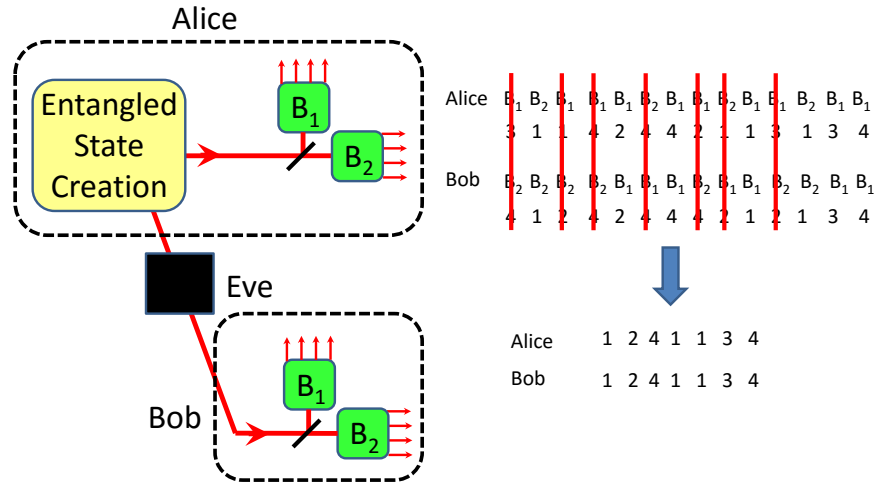 Alice
Entangled
State
Creation
B₁
B₂
Eve
Bob
B₁
B₂
Alice B₁ B₂ B₁ B₁ B₁ B₂ B₁ B₁ B₂ B₁ B₁ B₂ B₁ B₁
3 1 1 4 2 4 4 2 1 1 3 1 3 4
Bob B₂ B₂ B₂ B₂ B₁ B₁ B₁ B₂ B₁ B₁ B₂ B₂ B₁ B₁
4 1 2 4 2 4 4 4 2 1 2 1 3 4
Alice 1 2 4 1 1 3 4
Bob 1 2 4 1 1 3 4